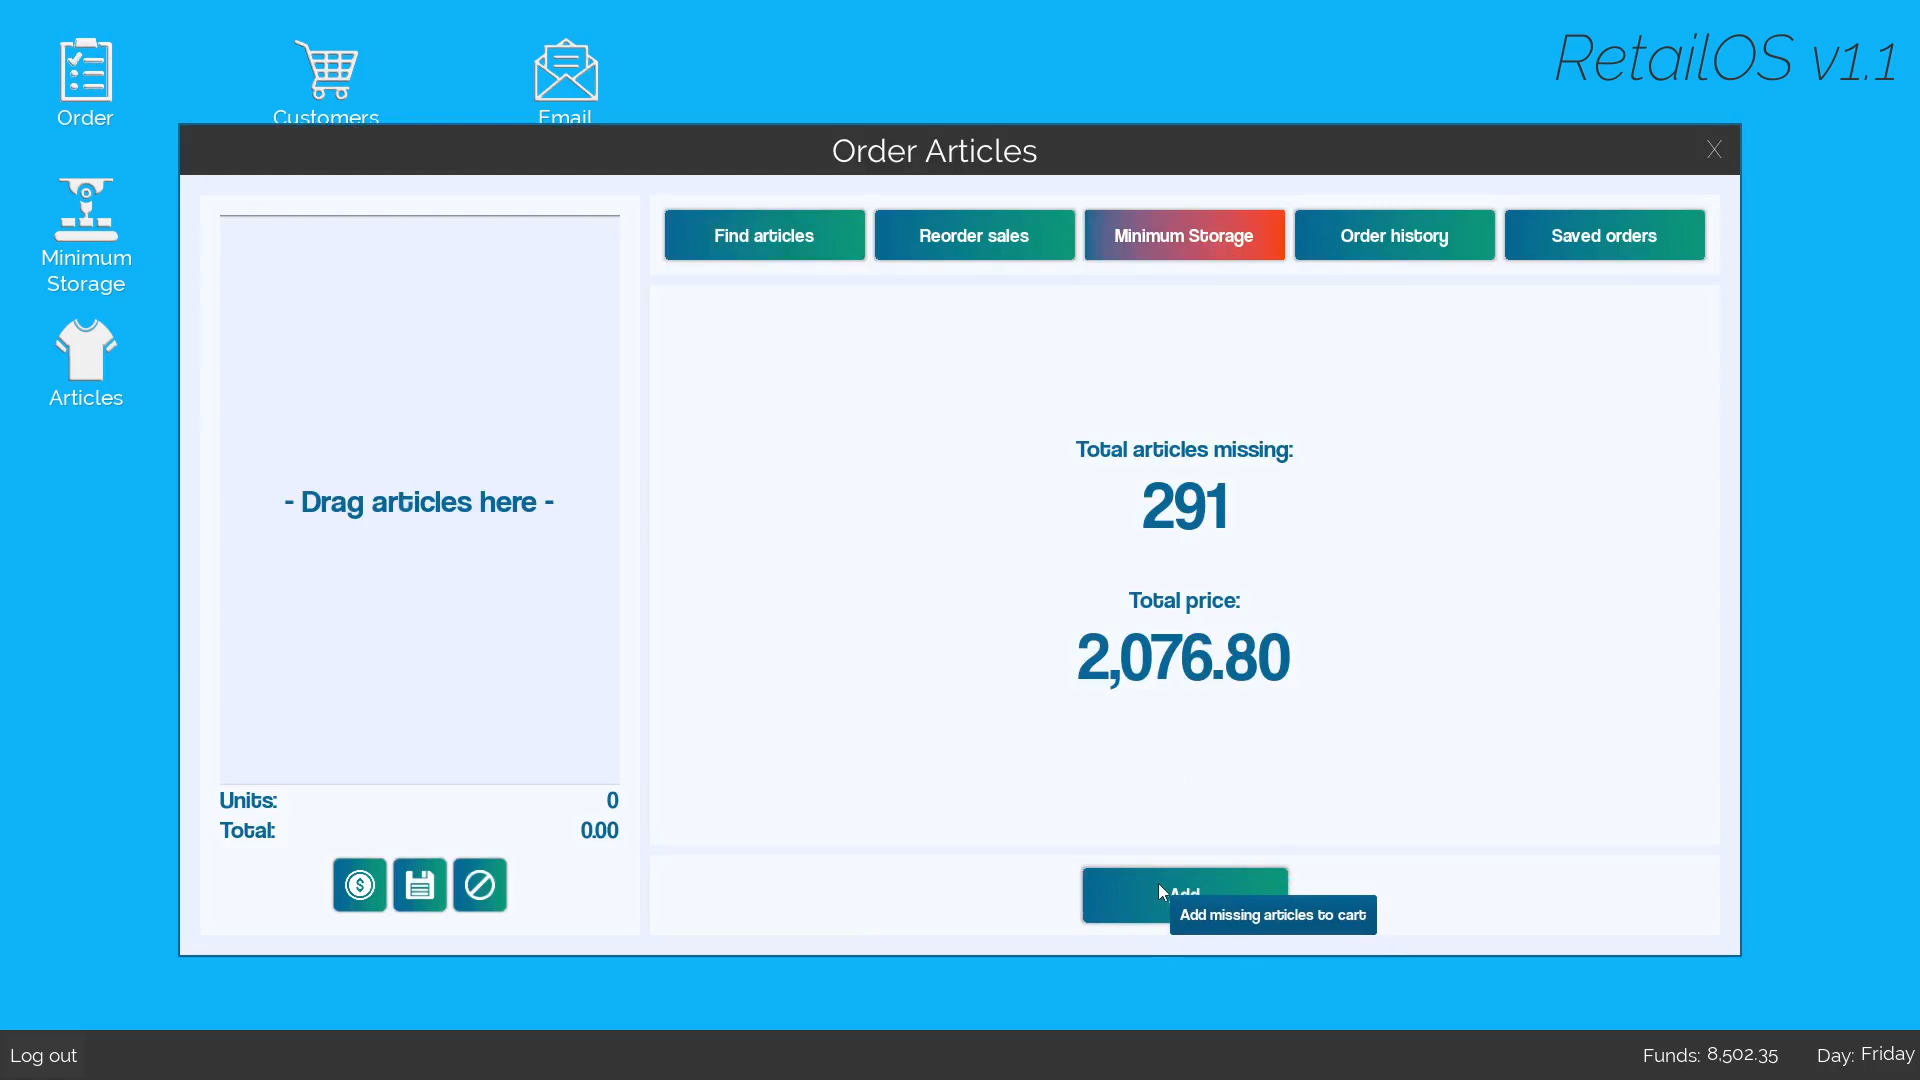 RetailOS v1.1
Order
Customers
Email
Minimum
Storage
Articles
Order Articles
X
Find articles
Reorder sales
Minimum Storage
Order history
Saved orders
- Drag articles here -
Total articles missing:
291
Total price:
2,076.80
Units: 0
Total: 0.00
Add
Add missing articles to cart
Log out
Funds: 8,502.35
Day: Friday